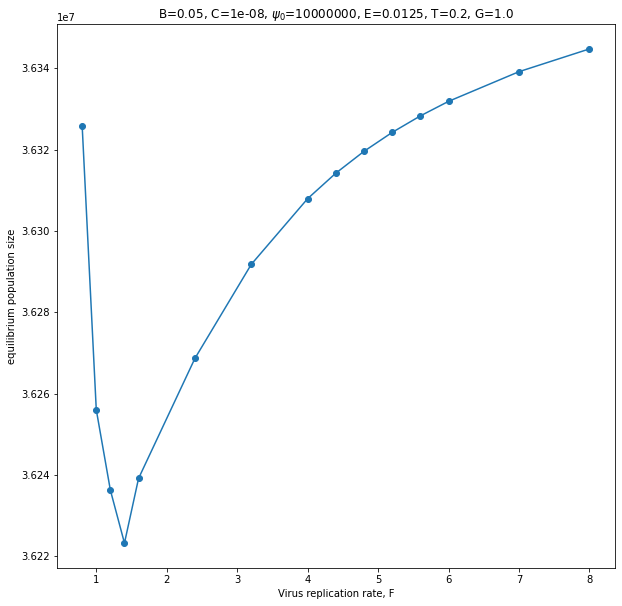 B=0.05, C=1e-08, ψ₀=10000000, E=0.0125, T=0.2, G=1.0
1e7
3.634
3.632
3.630
3.628
3.626
3.624
3.622
equilibrium population size
1 2 3 4 5 6 7 8
Virus replication rate, F